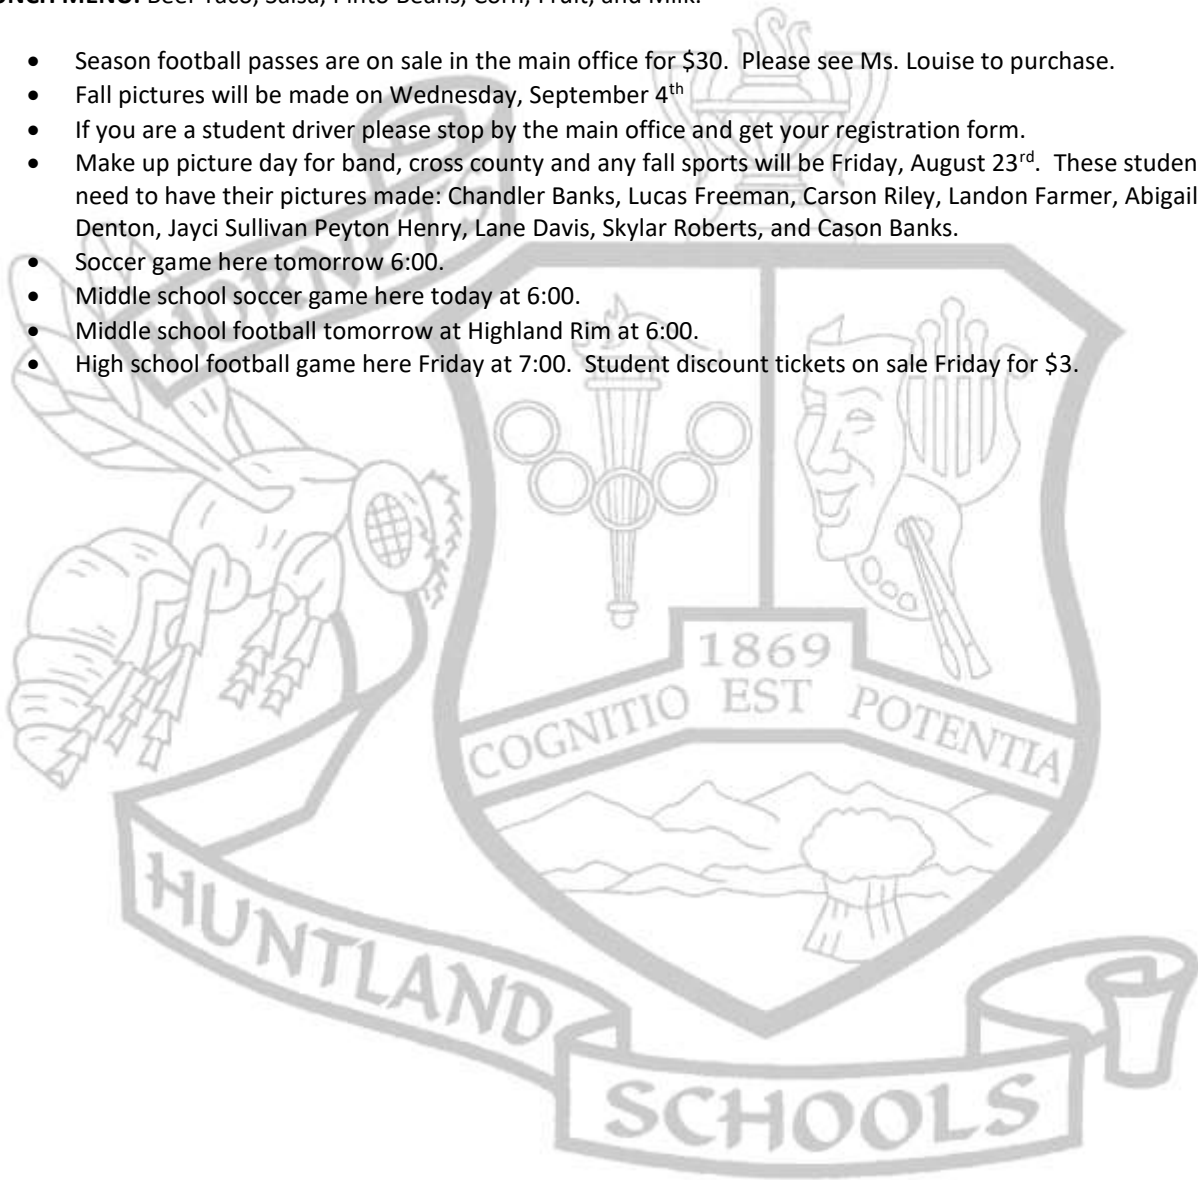 MENU: Beef Taco, Salsa, Pinto Beans, Corn, Fruit, and Milk.
• Season football passes are on sale in the main office for $30.  Please see Ms. Louise to purchase.
• Fall pictures will be made on Wednesday, September 4th
• If you are a student driver please stop by the main office and get your registration form.
• Make up picture day for band, cross county and any fall sports will be Friday, August 23rd.  These studen
need to have their pictures made: Chandler Banks, Lucas Freeman, Carson Riley, Landon Farmer, Abigail
Denton, Jayci Sullivan Peyton Henry, Lane Davis, Skylar Roberts, and Cason Banks.
• Soccer game here tomorrow 6:00.
• Middle school soccer game here today at 6:00.
• Middle school football tomorrow at Highland Rim at 6:00.
• High school football game here Friday at 7:00.  Student discount tickets on sale Friday for $3.
HORNETS
1869
COGNITIO EST POTENTIA
HUNTLAND
SCHOOLS